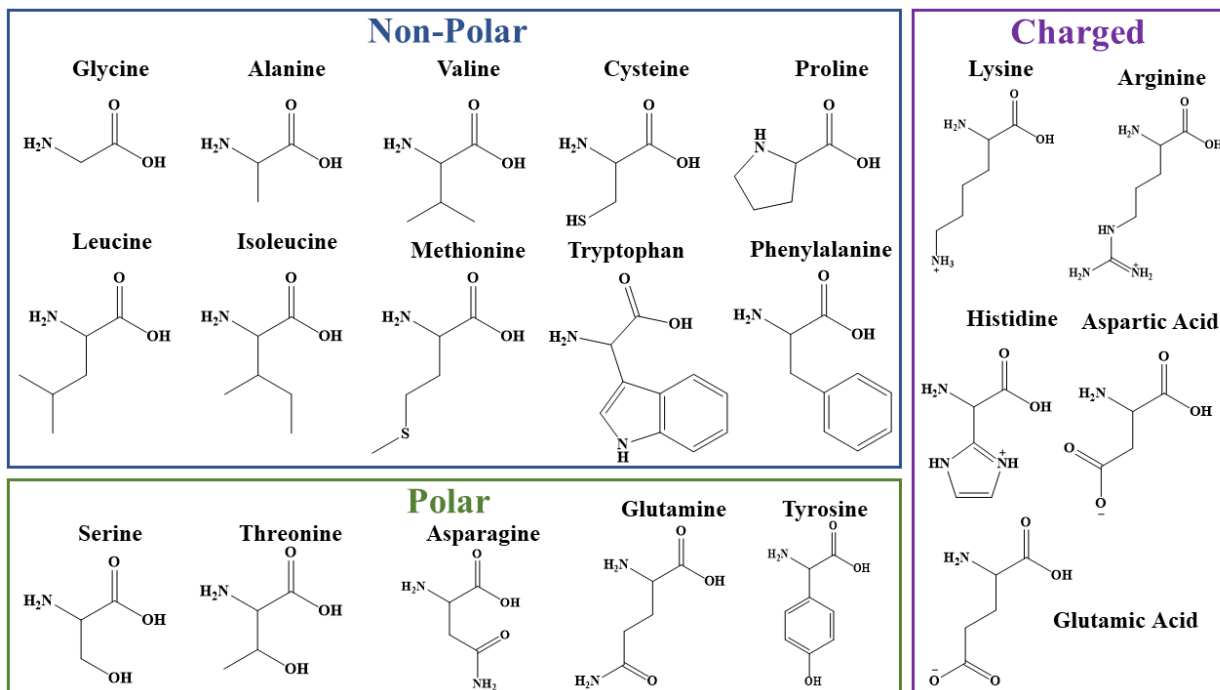 Non-Polar
Glycine Alanine Valine Cysteine Proline
O O O O O
H₂N OH H₂N OH H₂N OH H₂N OH HS H N OH
Leucine Isoleucine Methionine Tryptophan Phenylalanine
O O O O O
H₂N OH H₂N OH H₂N OH S H₂N OH N H H₂N OH
Polar
Serine Threonine Asparagine Glutamine Tyrosine
O O O O O
H₂N OH OH H₂N OH OH H₂N OH O NH₂ H₂N OH H₂N O H₂N OH OH
Charged
Lysine Arginine
O O
H₂N OH NH₃ + H₂N OH HN H₂N NH₂ +
Histidine Aspartic Acid
O O
H₂N OH HN NH + H₂N OH O O −
O
H₂N OH
Glutamic Acid
−O O